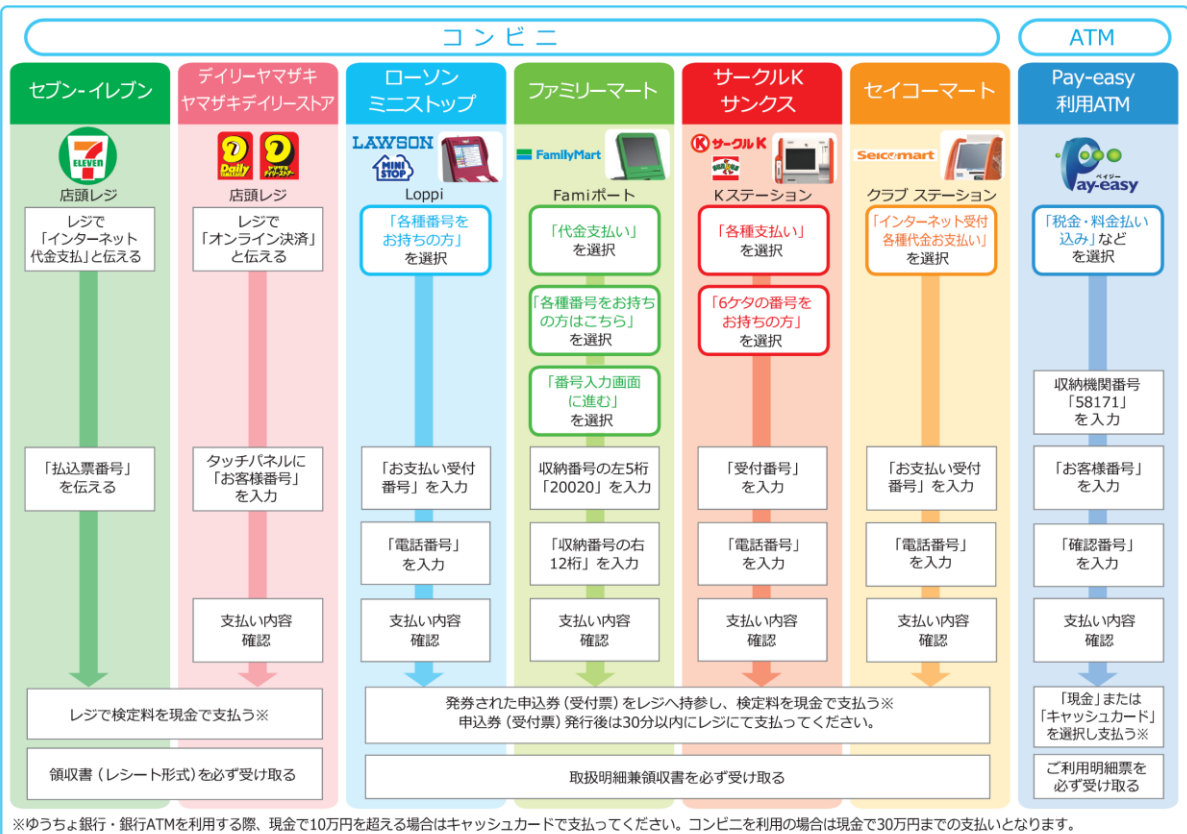 コンビニ
ATM
セブン-イレブン
ELEVEN
店頭レジ
レジで
「インターネット
代金支払」と伝える
「払込票番号」
を伝える
デイリーヤマザキ
ヤマザキデイリーストア
Daily
店頭レジ
レジで
「オンライン決済」
と伝える
タッチパネルに
「お客様番号」
を入力
支払い内容
確認
ローソン
ミニストップ
LAWSON
MINI
STOP
Loppi
「各種番号を
お持ちの方」
を選択
「お支払い受付
番号」を入力
「電話番号」
を入力
支払い内容
確認
ファミリーマート
FamilyMart
Famiポート
「代金支払い」
を選択
「各種番号をお持ち
の方はこちら」
を選択
「番号入力画面
に進む」
を選択
収納番号の左5桁
「20020」を入力
「収納番号の右
12桁」を入力
支払い内容
確認
サークルK
サンクス
サークルK
Kステーション
「各種支払い」
を選択
「6ケタの番号を
お持ちの方」
を選択
「受付番号」
を入力
「電話番号」
を入力
支払い内容
確認
セイコーマート
Seicomart
クラブ ステーション
「インターネット受付
各種代金お支払い」
を選択
「お支払い受付
番号」を入力
「電話番号」
を入力
支払い内容
確認
Pay-easy
利用ATM
ペイジー
Pay-easy
「税金・料金払い
込み」など
を選択
収納機関番号
「58171」
を入力
「お客様番号」
を入力
「確認番号」
を入力
支払い内容
確認
レジで検定料を現金で支払う※
領収書（レシート形式）を必ず受け取る
発券された申込券（受付票）をレジへ持参し、検定料を現金で支払う※
申込券（受付票）発行後は30分以内にレジにて支払ってください。
取扱明細兼領収書を必ず受け取る
「現金」または
「キャッシュカード」
を選択し支払う※
ご利用明細票を
必ず受け取る
※ゆうちょ銀行・銀行ATMを利用する際、現金で10万円を超える場合はキャッシュカードで支払ってください。コンビニを利用の場合は現金で30万円までの支払いとなります。